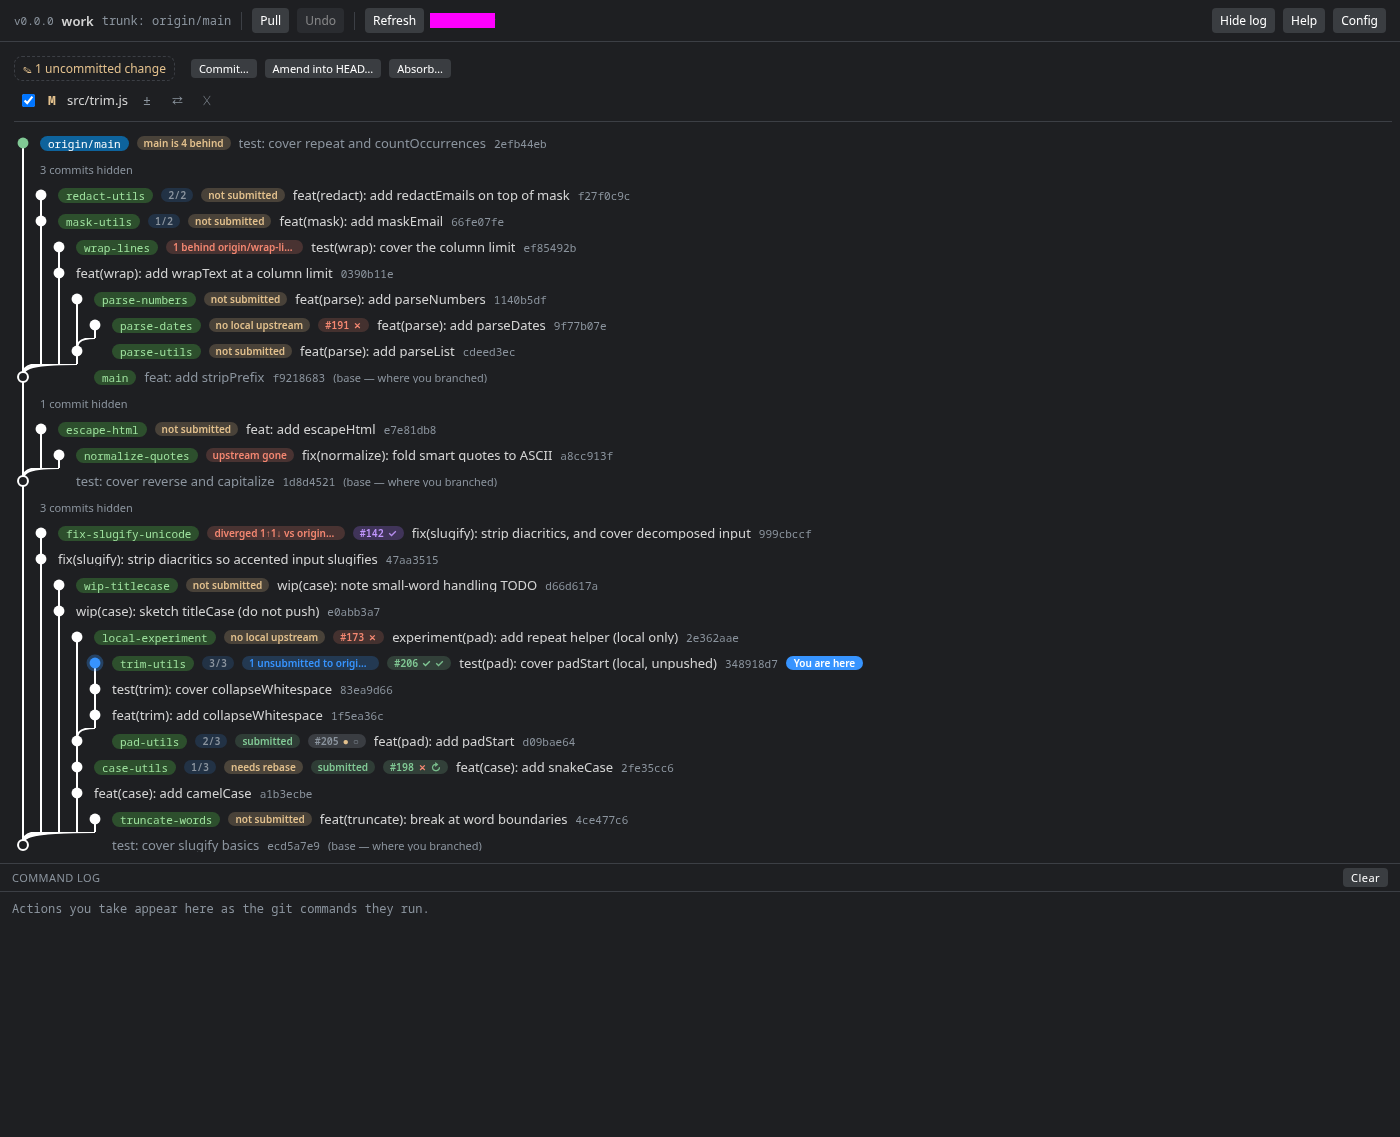 v0.0.0 work trunk: origin/main Pull Undo Refresh Hide log Help Config
✎ 1 uncommitted change Commit… Amend into HEAD… Absorb…
M src/trim.js ± ⇄ X
origin/main main is 4 behind test: cover repeat and countOccurrences 2efb44eb
3 commits hidden
redact-utils 2/2 not submitted feat(redact): add redactEmails on top of mask f27f0c9c
mask-utils 1/2 not submitted feat(mask): add maskEmail 66fe07fe
wrap-lines 1 behind origin/wrap-li… test(wrap): cover the column limit ef85492b
feat(wrap): add wrapText at a column limit 0390b11e
parse-numbers not submitted feat(parse): add parseNumbers 1140b5df
parse-dates no local upstream #191 × feat(parse): add parseDates 9f77b07e
parse-utils not submitted feat(parse): add parseList cdeed3ec
main feat: add stripPrefix f9218683 (base — where you branched)
1 commit hidden
escape-html not submitted feat: add escapeHtml e7e81db8
normalize-quotes upstream gone fix(normalize): fold smart quotes to ASCII a8cc913f
test: cover reverse and capitalize 1d8d4521 (base — where you branched)
3 commits hidden
fix-slugify-unicode diverged 1↑1↓ vs origin… #142 ✓ fix(slugify): strip diacritics, and cover decomposed input 999cbccf
fix(slugify): strip diacritics so accented input slugifies 47aa3515
wip-titlecase not submitted wip(case): note small-word handling TODO d66d617a
wip(case): sketch titleCase (do not push) e0abb3a7
local-experiment no local upstream #173 × experiment(pad): add repeat helper (local only) 2e362aae
trim-utils 3/3 1 unsubmitted to origi… #206 ✓ ✓ test(pad): cover padStart (local, unpushed) 348918d7 You are here
test(trim): cover collapseWhitespace 83ea9d66
feat(trim): add collapseWhitespace 1f5ea36c
pad-utils 2/3 submitted #205 ● ○ feat(pad): add padStart d09bae64
case-utils 1/3 needs rebase submitted #198 × ↻ feat(case): add snakeCase 2fe35cc6
feat(case): add camelCase a1b3ecbe
truncate-words not submitted feat(truncate): break at word boundaries 4ce477c6
test: cover slugify basics ecd5a7e9 (base — where you branched)
COMMAND LOG Clear
Actions you take appear here as the git commands they run.